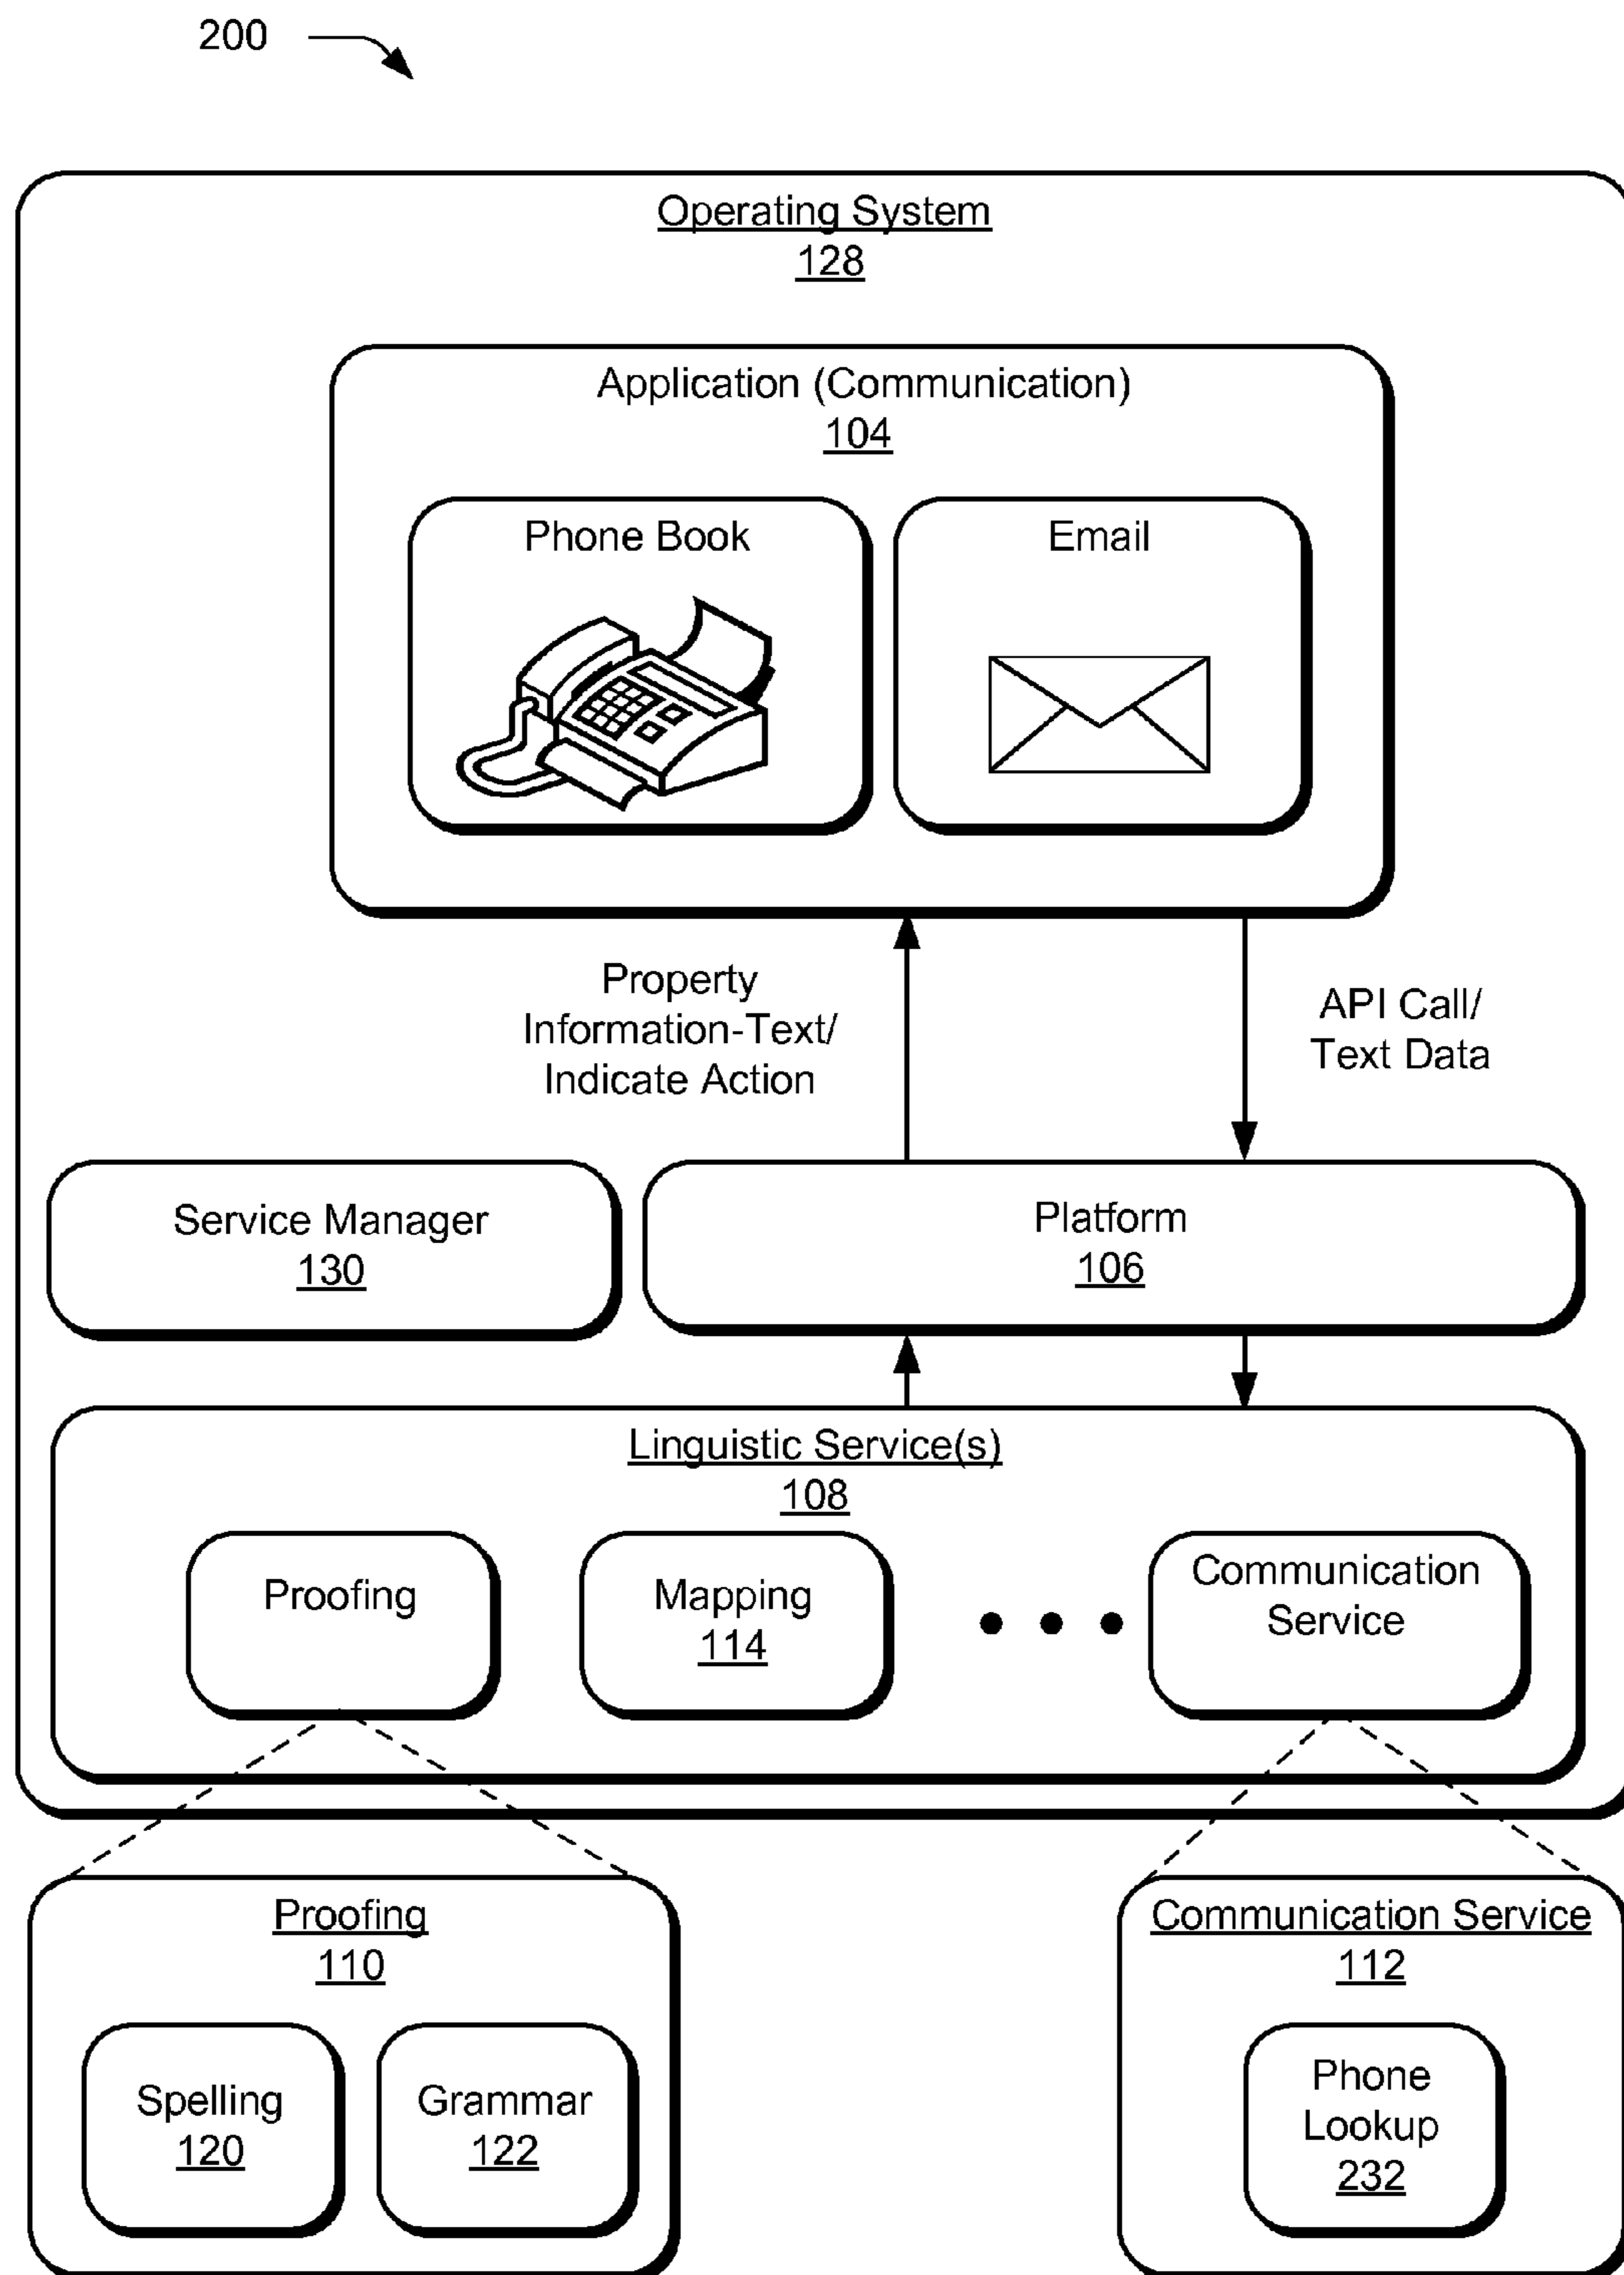 200
Operating System
128
Application (Communication)
104
Phone Book
Email
Property
Information-Text/
Indicate Action
API Call/
Text Data
Service Manager
130
Platform
106
Linguistic Service(s)
108
Proofing
Mapping
114
Communication
Service
Proofing
110
Spelling
120
Grammar
122
Communication Service
112
Phone
Lookup
232